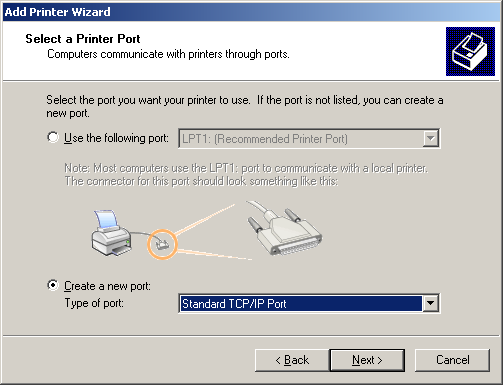 Add Printer Wizard
Select a Printer Port
Computers communicate with printers through ports.
Select the port you want your printer to use.  If the port is not listed, you can create a
new port.
Use the following port: LPT1: (Recommended Printer Port)
Note: Most computers use the LPT1: port to communicate with a local printer.
The connector for this port should look something like this:
Create a new port:
Type of port: Standard TCP/IP Port
< Back Next > Cancel